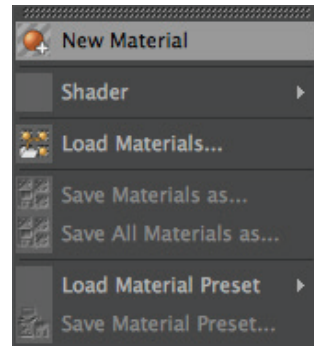 New Material
Shader
Load Materials...
Save Materials as...
Save All Materials as...
Load Material Preset
Save Material Preset...